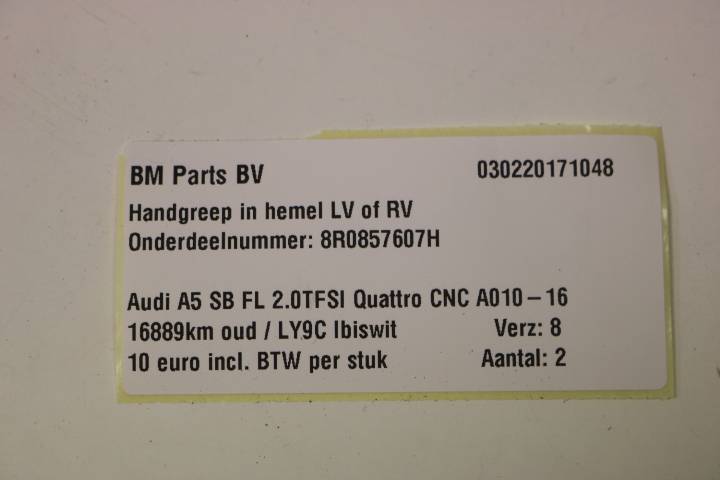 BM Parts BV 030220171048
Handgreep in hemel LV of RV
Onderdeelnummer: 8R0857607H
Audi A5 SB FL 2.0TFSI Quattro CNC A010-16
16889km oud / LY9C Ibiswit Verz: 8
10 euro incl. BTW per stuk Aantal: 2